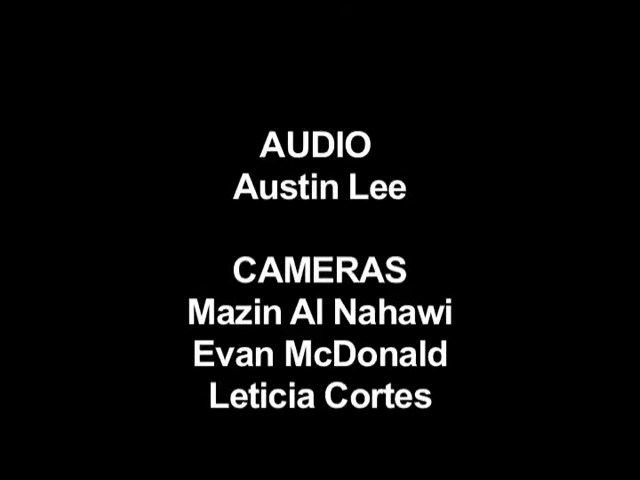 AUDIO
Austin Lee
CAMERAS
Mazin Al Nahawi
Evan McDonald
Leticia Cortes